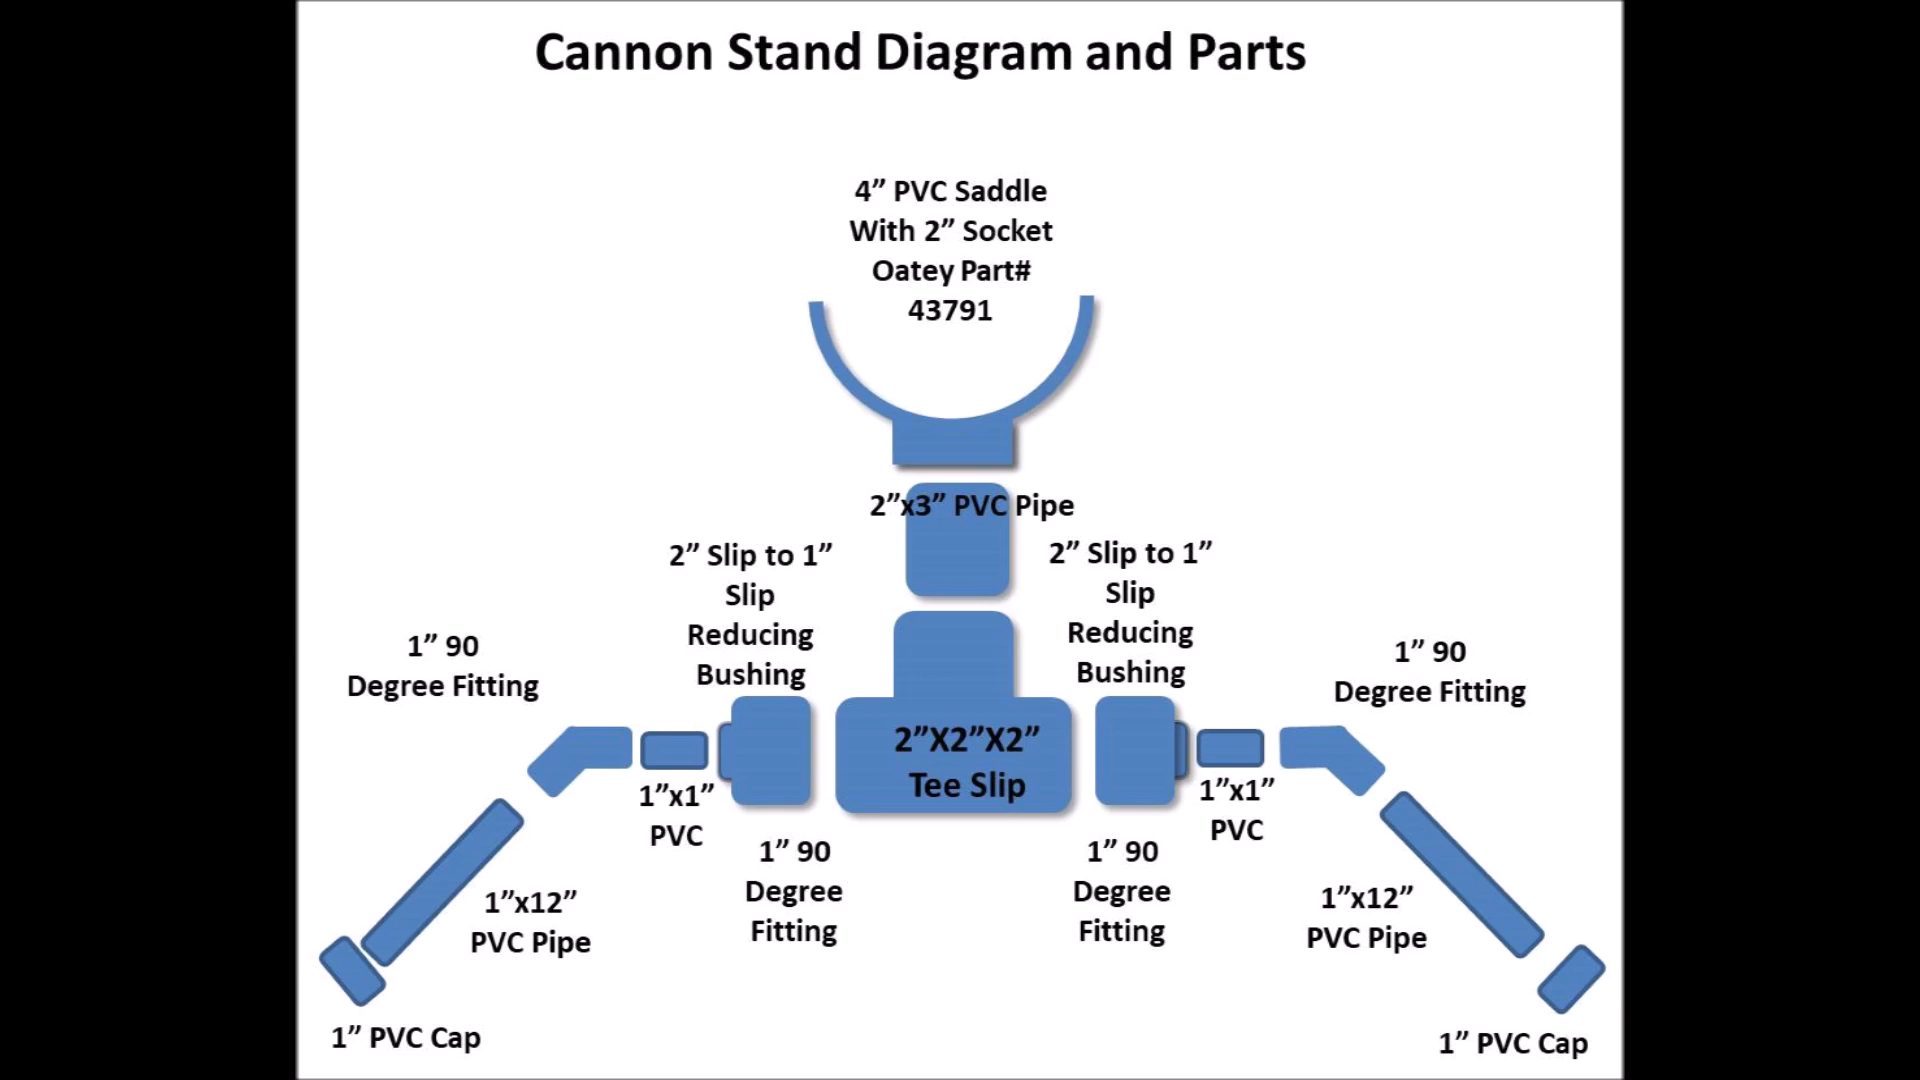 Cannon Stand Diagram and Parts
4” PVC Saddle
With 2” Socket
Oatey Part#
43791
2”x3” PVC Pipe
2” Slip to 1”
Slip
Reducing
Bushing
2” Slip to 1”
Slip
Reducing
Bushing
1” 90
Degree Fitting
1” 90
Degree Fitting
2”X2”X2”
Tee Slip
1”x1”
PVC
1”x1”
PVC
1” 90
Degree
Fitting
1” 90
Degree
Fitting
1”x12”
PVC Pipe
1”x12”
PVC Pipe
1” PVC Cap
1” PVC Cap